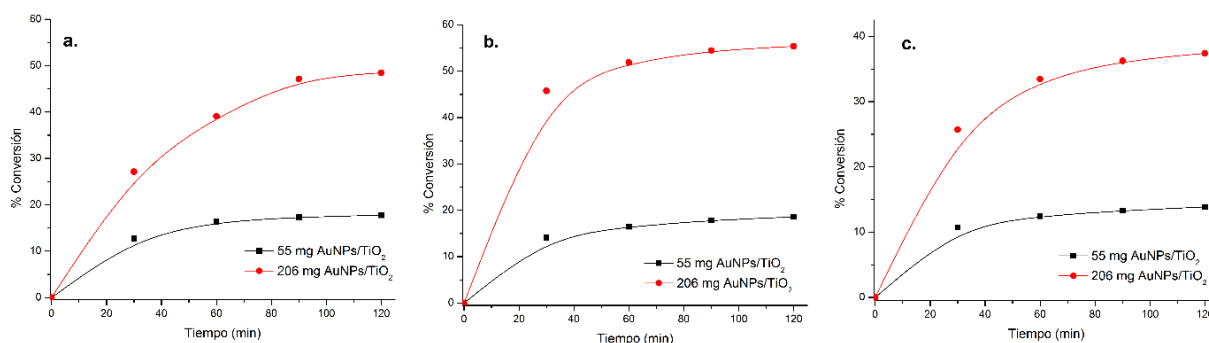 a.
% Conversión
60
50
40
30
20
10
0
55 mg AuNPs/TiO₂
206 mg AuNPs/TiO₂
0 20 40 60 80 100 120
Tiempo (min)
b.
% Conversión
60
50
40
30
20
10
0
55 mg AuNPs/TiO₂
206 mg AuNPs/TiO₂
0 20 40 60 80 100 120
Tiempo (min)
c.
% Conversión
40
30
20
10
0
55 mg AuNPs/TiO₂
206 mg AuNPs/TiO₂
0 20 40 60 80 100 120
Tiempo (min)